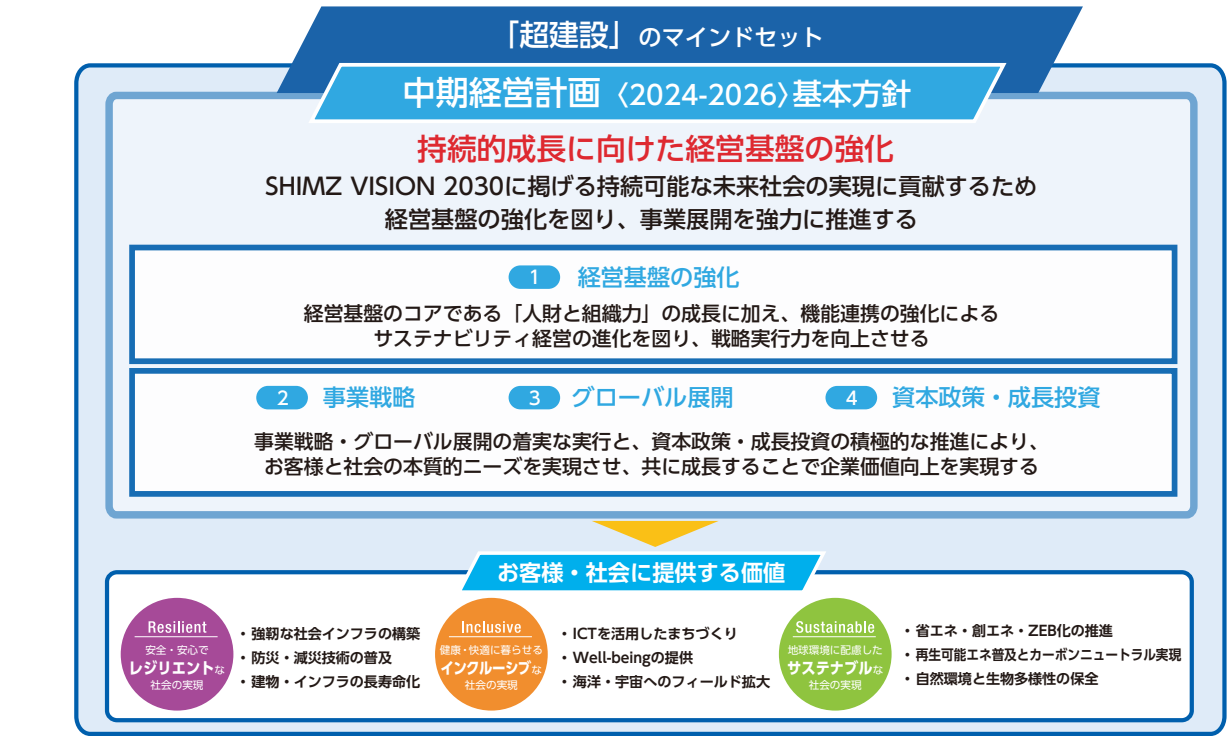 「超建設」のマインドセット
中期経営計画〈2024-2026〉基本方針
持続的成長に向けた経営基盤の強化
SHIMZ VISION 2030に掲げる持続可能な未来社会の実現に貢献するため
経営基盤の強化を図り、事業展開を強力に推進する
1 経営基盤の強化
経営基盤のコアである「人財と組織力」の成長に加え、機能連携の強化による
サステナビリティ経営の進化を図り、戦略実行力を向上させる
2 事業戦略 3 グローバル展開 4 資本政策・成長投資
事業戦略・グローバル展開の着実な実行と、資本政策・成長投資の積極的な推進により、
お客様と社会の本質的ニーズを実現させ、共に成長することで企業価値向上を実現する
お客様・社会に提供する価値
Resilient
安全・安心で
レジリエントな
社会の実現
・強靭な社会インフラの構築
・防災・減災技術の普及
・建物・インフラの長寿命化
Inclusive
健康・快適に暮らせる
インクルーシブな
社会の実現
・ICTを活用したまちづくり
・Well-beingの提供
・海洋・宇宙へのフィールド拡大
Sustainable
地球環境に配慮した
サステナブルな
社会の実現
・省エネ・創エネ・ZEB化の推進
・再生可能エネ普及とカーボンニュートラル実現
・自然環境と生物多様性の保全